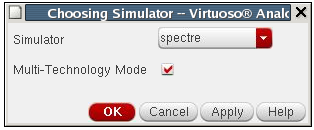 Choosing Simulator – Virtuoso® Analo
Simulator spectre
Multi-Technology Mode
OK Cancel Apply Help